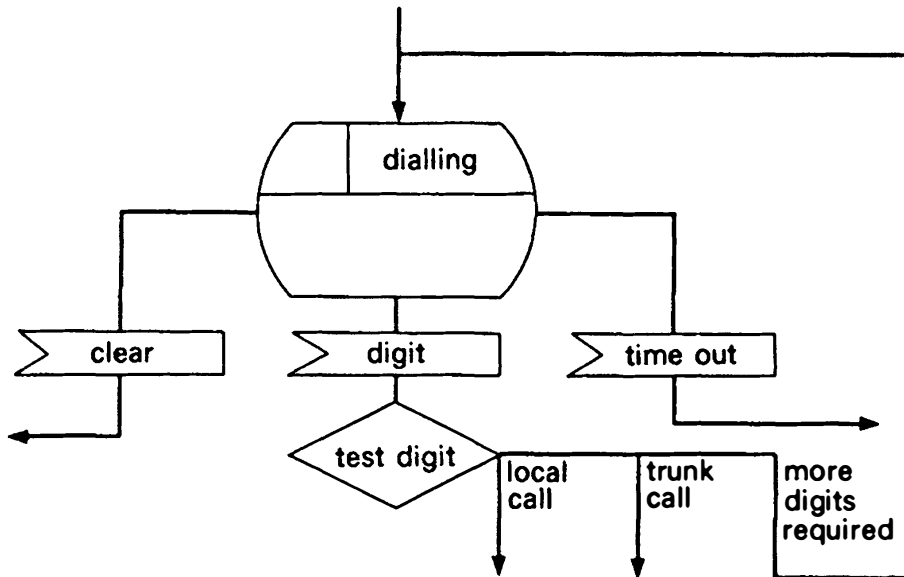 dialling
clear
digit
time out
test digit
local
call
trunk
call
more
digits
required